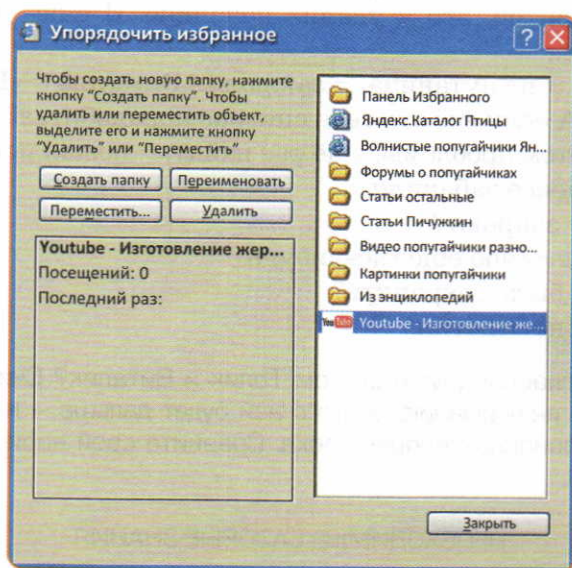 Упорядочить избранное
Чтобы создать новую папку, нажмите
кнопку "Создать папку". Чтобы
удалить или переместить объект,
выделите его и нажмите кнопку
"Удалить" или "Переместить"
Создать папку
Переименовать
Переместить...
Удалить
Youtube - Изготовление жер...
Посещений: 0
Последний раз:
Панель Избранного
Яндекс.Каталог Птицы
Волнистые попугайчики Ян...
Форумы о попугайчиках
Статьи остальные
Статьи Пичужкин
Видео попугайчики разно...
Картинки попугайчики
Из энциклопедий
You Tube
Youtube - Изготовление же...
Закрыть